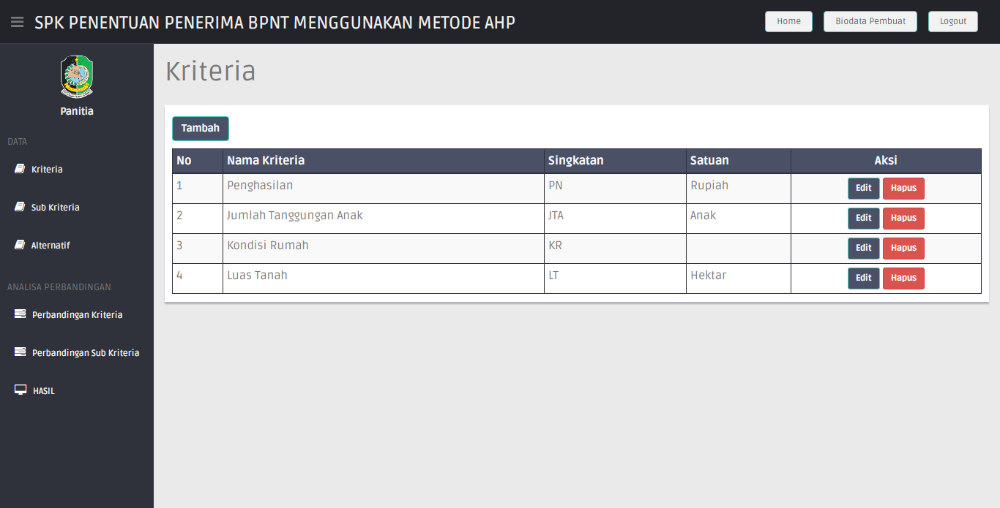 SPK PENENTUAN PENERIMA BPNT MENGGUNAKAN METODE AHP
Home Biodata Pembuat Logout
Panitia
DATA
Kriteria
Sub Kriteria
Alternatif
ANALISA PERBANDINGAN
Perbandingan Kriteria
Perbandingan Sub Kriteria
HASIL
Kriteria
Tambah
No Nama Kriteria Singkatan Satuan Aksi
1 Penghasilan PN Rupiah Edit Hapus
2 Jumlah Tanggungan Anak JTA Anak Edit Hapus
3 Kondisi Rumah KR Edit Hapus
4 Luas Tanah LT Hektar Edit Hapus